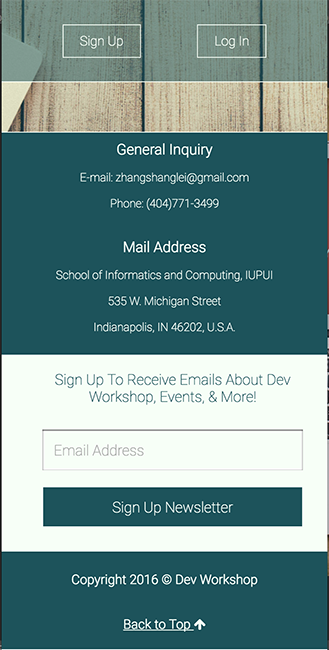 Sign Up
Log In
General Inquiry
E-mail: zhangshanglei@gmail.com
Phone: (404)771-3499
Mail Address
School of Informatics and Computing, IUPUI
535 W. Michigan Street
Indianapolis, IN 46202, U.S.A.
Sign Up To Receive Emails About Dev
Workshop, Events, & More!
Email Address
Sign Up Newsletter
Copyright 2016 © Dev Workshop
Back to Top